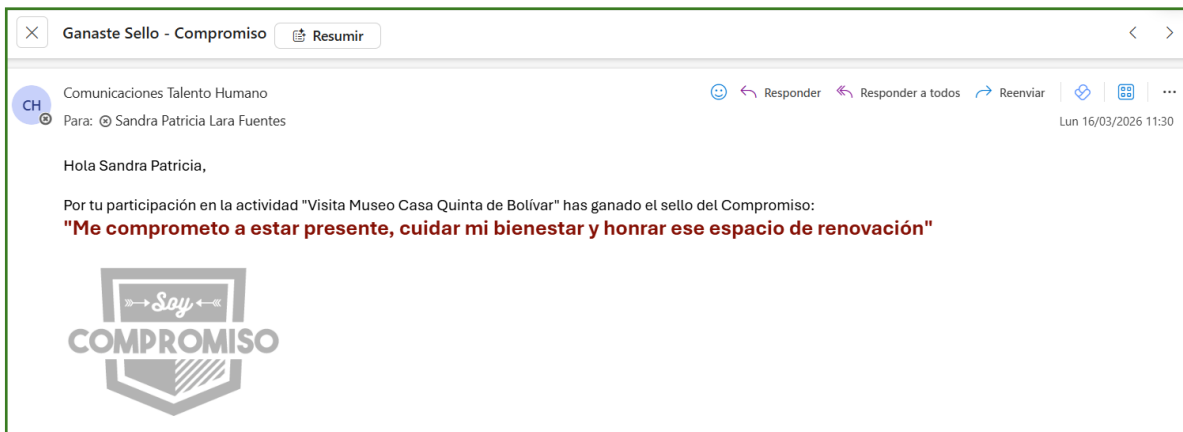 Ganaste Sello - Compromiso Resumir
CH
Comunicaciones Talento Humano
Responder Responder a todos Reenviar
Para: Sandra Patricia Lara Fuentes
Lun 16/03/2026 11:30
Hola Sandra Patricia,
Por tu participación en la actividad "Visita Museo Casa Quinta de Bolívar" has ganado el sello del Compromiso:
"Me comprometo a estar presente, cuidar mi bienestar y honrar ese espacio de renovación"
Soy
COMPROMISO